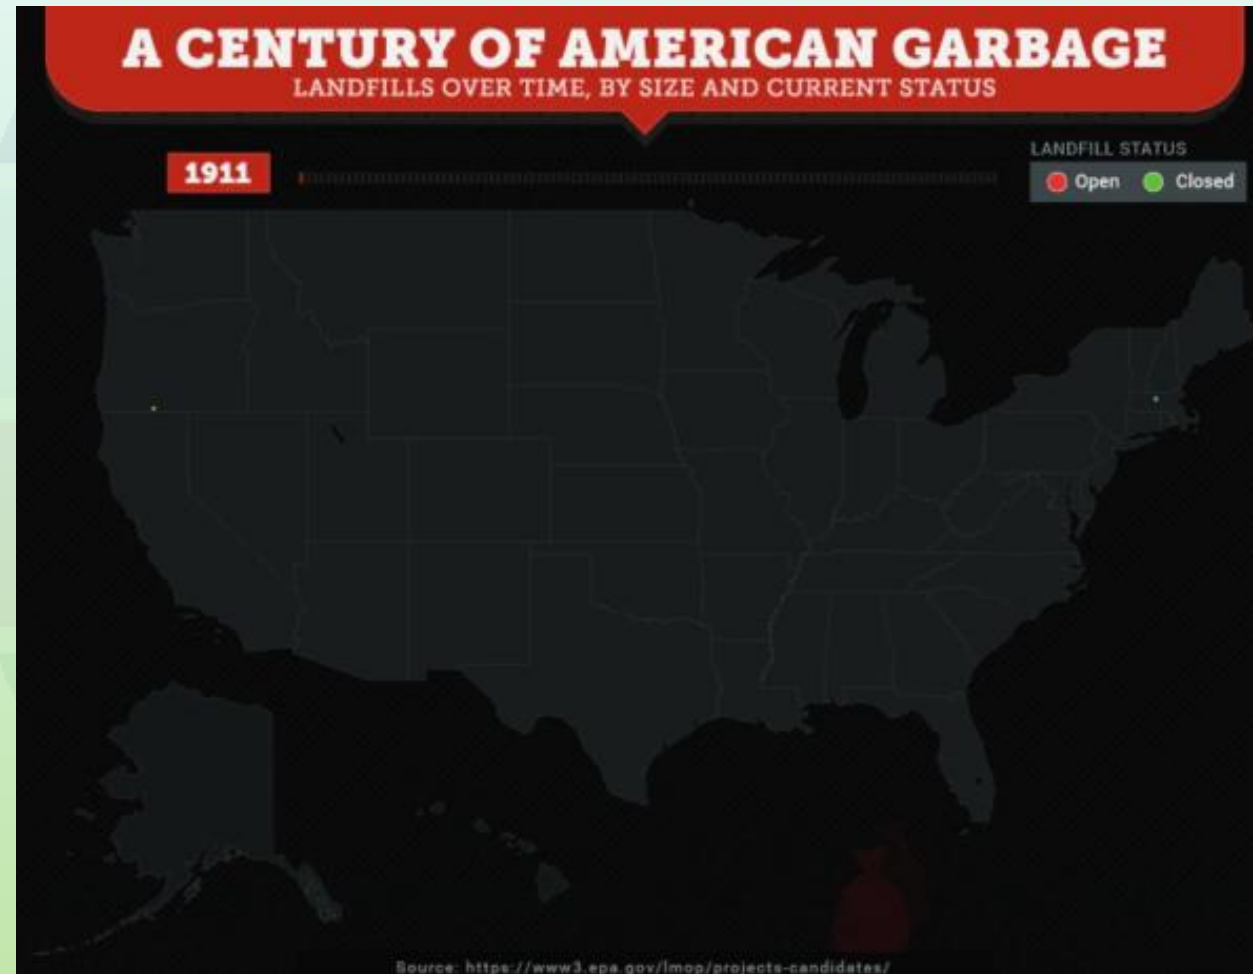 A CENTURY OF AMERICAN GARBAGE
LANDFILLS OVER TIME, BY SIZE AND CURRENT STATUS
1911
LANDFILL STATUS
Open
Closed
Source: https://www3.epa.gov/lmop/projects-candidates/